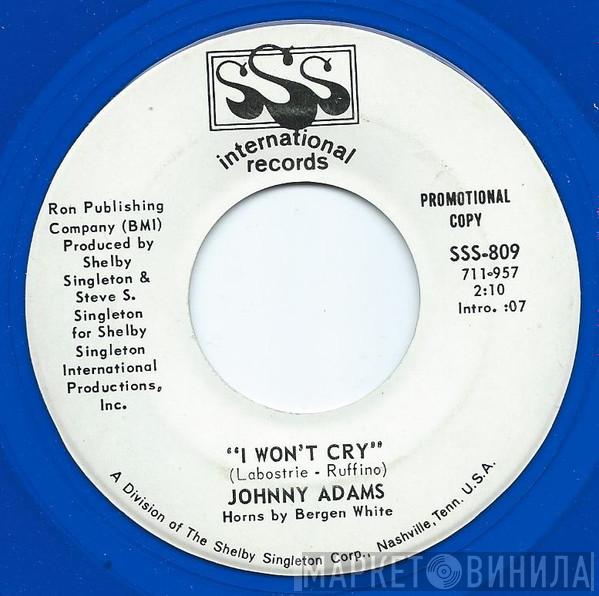 SSS
international
records
Ron Publishing
Company (BMI)
Produced by
Shelby
Singleton &
Steve S.
Singleton
for Shelby
Singleton
International
Productions,
Inc.
PROMOTIONAL
COPY
SSS-809
711-957
2:10
Intro. :07
"I WON'T CRY"
(Labostrie - Ruffino)
JOHNNY ADAMS
Horns by Bergen White
A Division of The Shelby Singleton Corp., Nashville, Tenn. U.S.A.
МАРКЕТ ВИНИЛА